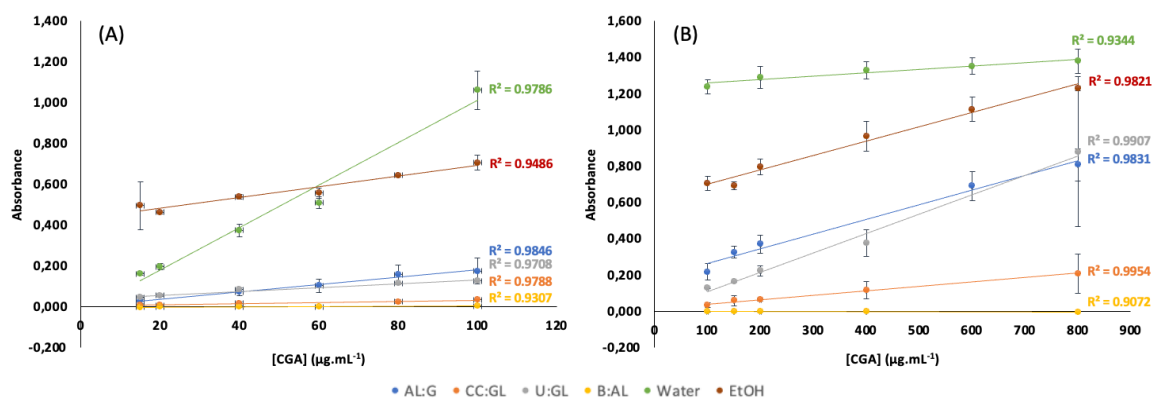 (A)
Absorbance
1,400
1,200
1,000
0,800
0,600
0,400
0,200
0,000
-0,200
0
20
40
60
80
100
120
[CGA] (µg.mL⁻¹)
R² = 0.9786
R² = 0.9486
R² = 0.9846
R² = 0.9708
R² = 0.9788
R² = 0.9307
(B)
Absorbance
1,600
1,400
1,200
1,000
0,800
0,600
0,400
0,200
0,000
-0,200
0
100
200
300
400
500
600
700
800
900
[CGA] (µg.mL⁻¹)
R² = 0.9344
R² = 0.9821
R² = 0.9907
R² = 0.9831
R² = 0.9954
R² = 0.9072
AL:G CC:GL U:GL B:AL Water EtOH